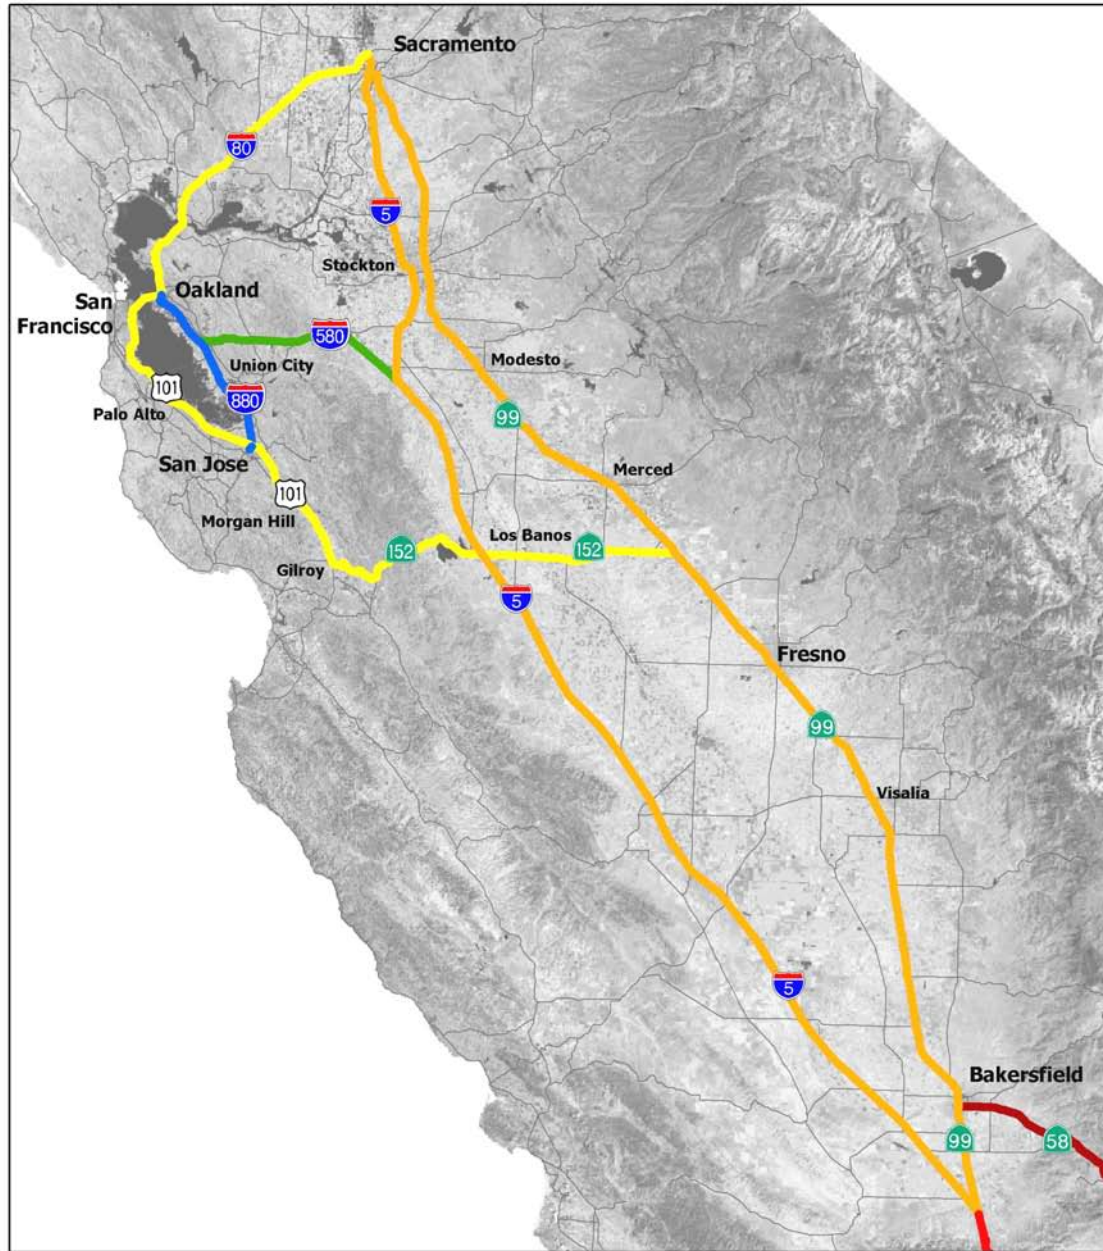 Sacramento
80
5
Stockton
Oakland
San
Francisco
580
Union City
Modesto
101
880
Palo Alto
99
San Jose
Merced
101
Morgan Hill
Los Banos
152
152
Gilroy
5
Fresno
99
Visalia
5
Bakersfield
99
58